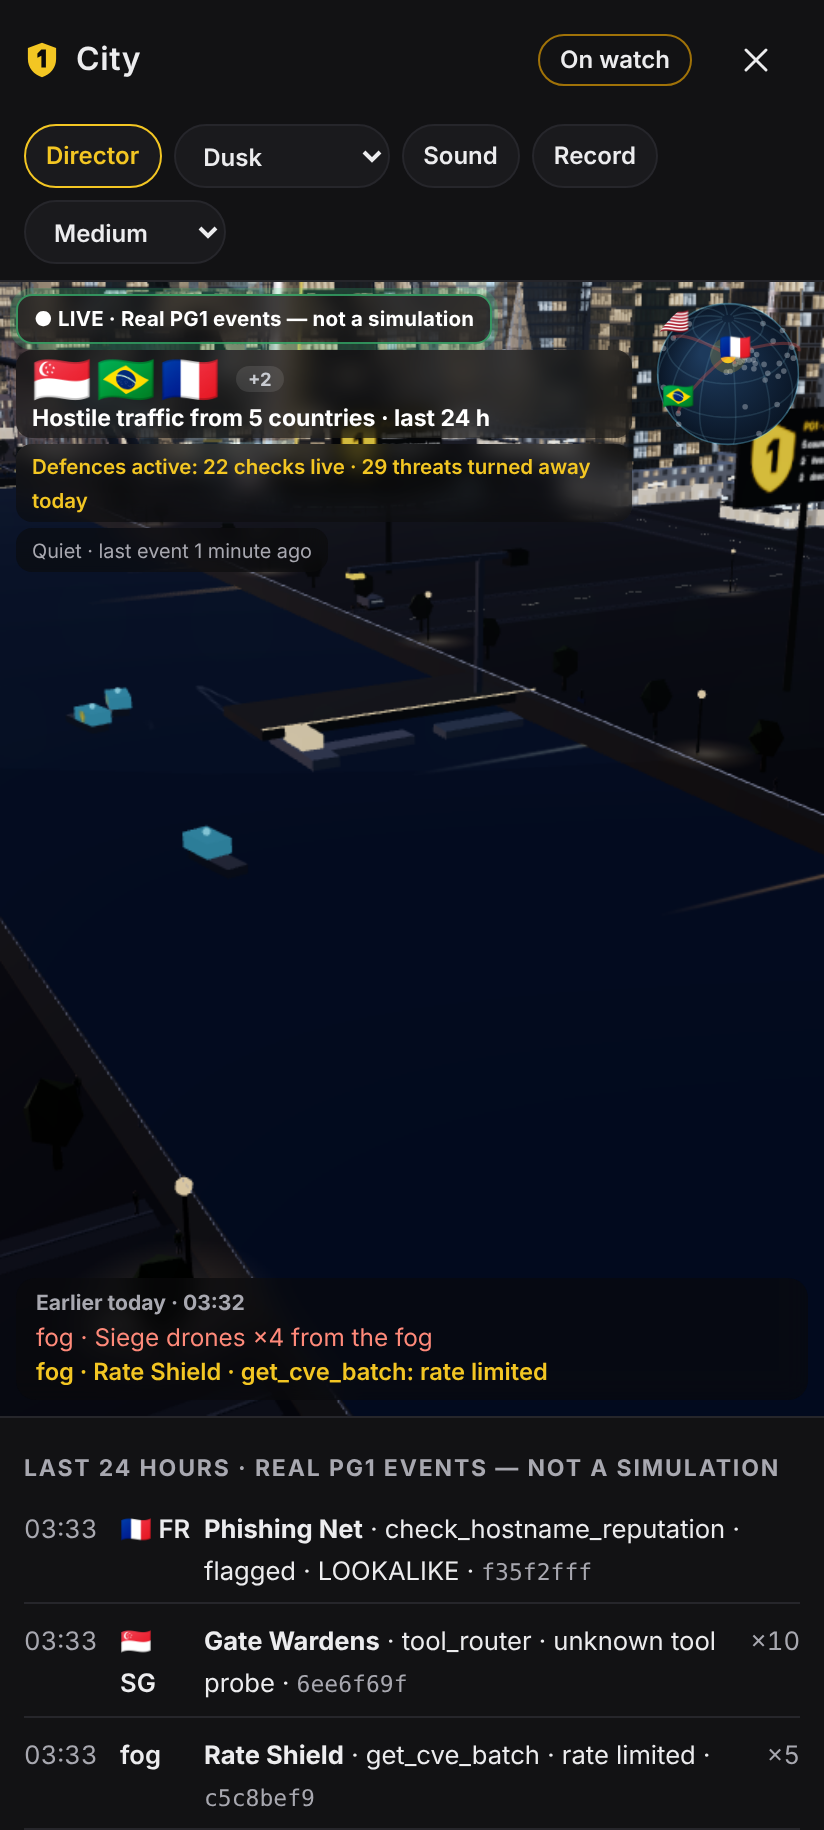 1 City
On watch
Director
Dusk
Sound
Record
Medium
● LIVE · Real PG1 events — not a simulation
+2
Hostile traffic from 5 countries · last 24 h
Defences active: 22 checks live · 29 threats turned away
today
Quiet · last event 1 minute ago
1
Earlier today · 03:32
fog · Siege drones ×4 from the fog
fog · Rate Shield · get_cve_batch: rate limited
LAST 24 HOURS · REAL PG1 EVENTS — NOT A SIMULATION
03:33 FR Phishing Net · check_hostname_reputation ·
flagged · LOOKALIKE · f35f2fff
03:33 Gate Wardens · tool_router · unknown tool ×10
SG probe · 6ee6f69f
03:33 fog Rate Shield · get_cve_batch · rate limited · ×5
c5c8bef9